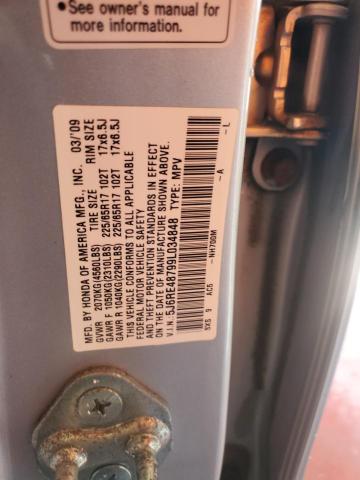 •See owner's manual for
more information.
MFD. BY HONDA OF AMERICA MFG., INC. 03/'09
TIRE SIZE RIM SIZE
GVWR 2070KG(4560LBS)
GAWR F 1050KG(2310LBS) 225/65R17 102T 17x6.5J
GAWR R 1040KG(2290LBS) 225/65R17 102T 17x6.5J
THIS VEHICLE CONFORMS TO ALL APPLICABLE
FEDERAL MOTOR VEHICLE SAFETY
AND THEFT PREVENTION STANDARDS IN EFFECT
ON THE DATE OF MANUFACTURE SHOWN ABOVE.
V.I.N.: 5J6RE48799L034848 TYPE: MPV
SXS 9 AC6 -NH700M -A -L